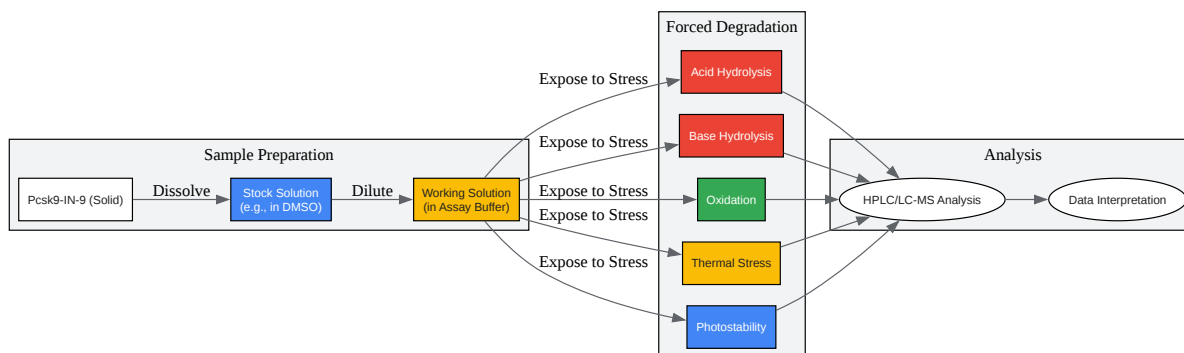 Sample Preparation
Pcsk9-IN-9 (Solid)
Dissolve
Stock Solution
(e.g., in DMSO)
Dilute
Working Solution
(in Assay Buffer)
Expose to Stress
Expose to Stress
Expose to Stress
Expose to Stress
Expose to Stress
Forced Degradation
Acid Hydrolysis
Base Hydrolysis
Oxidation
Thermal Stress
Photostability
Analysis
HPLC/LC-MS Analysis
Data Interpretation